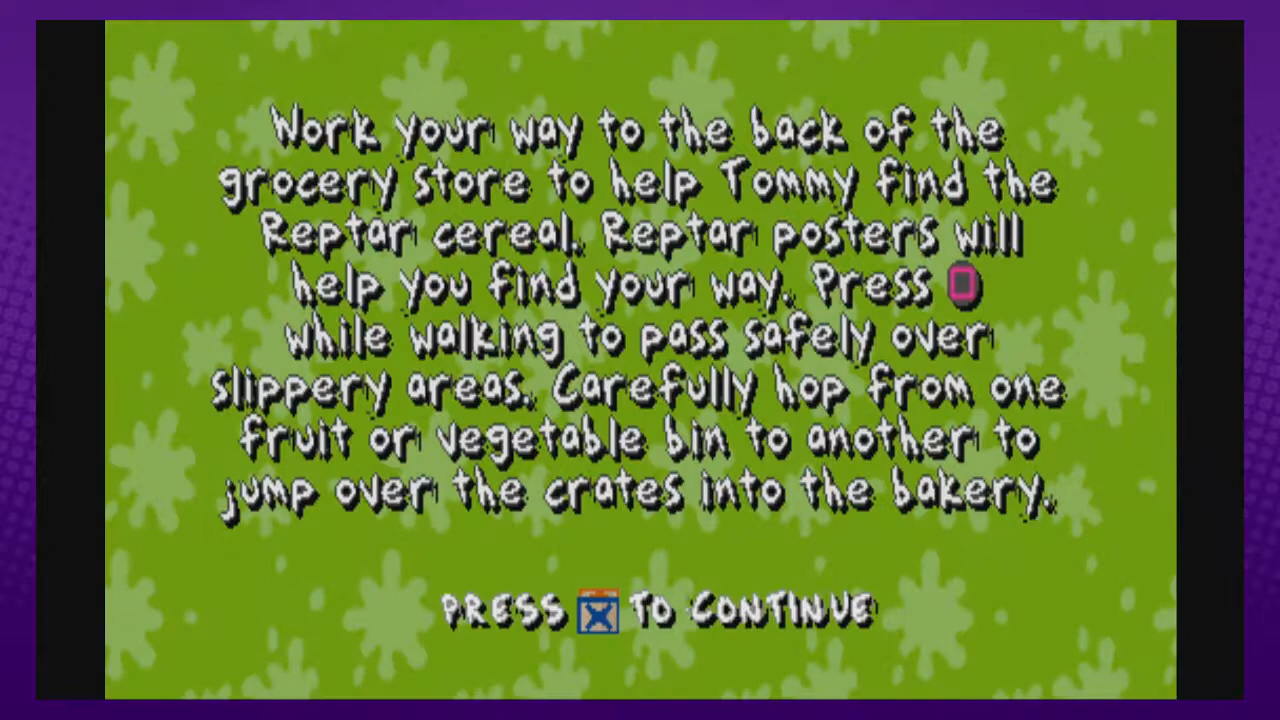 Work your way to the back of the
grocery store to help Tommy find the
Reptar cereal. Reptar posters will
help you find your way. Press
while walking to pass safely over
slippery areas. Carefully hop from one
fruit or vegetable bin to another to
jump over the crates into the bakery.
PRESS X TO CONTINUE